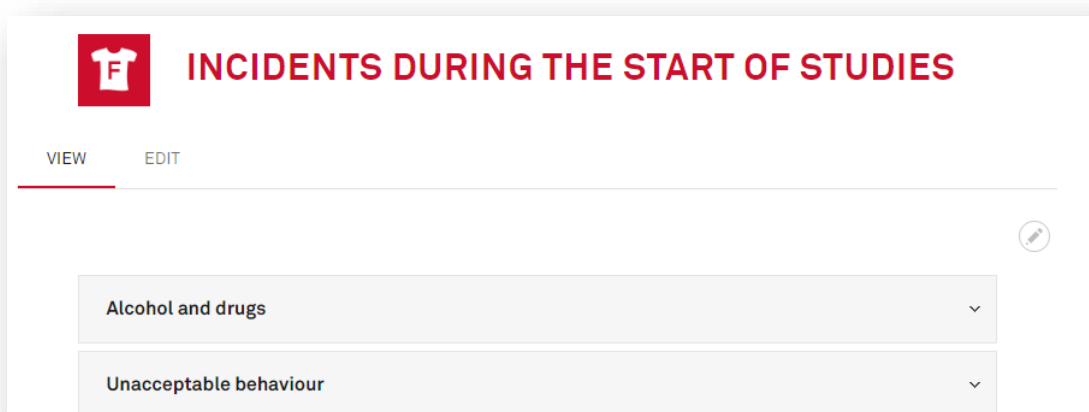 F
INCIDENTS DURING THE START OF STUDIES
VIEW EDIT
Alcohol and drugs
Unacceptable behaviour